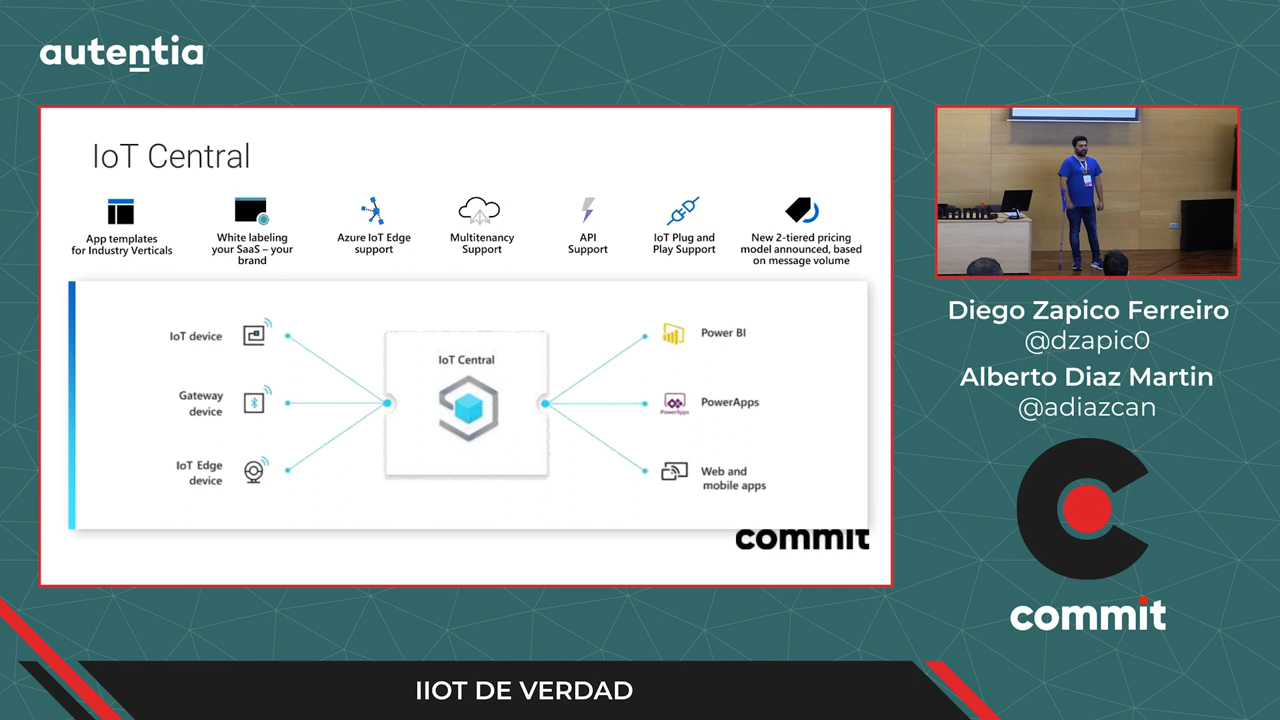 autentia
IoT Central
App templates
for Industry Verticals
White labeling
your SaaS – your
brand
Azure IoT Edge
support
Multitenancy
Support
API
Support
IoT Plug and
Play Support
New 2-tiered pricing
model announced, based
on message volume
IoT device
Gateway
device
IoT Edge
device
IoT Central
Power BI
PowerApps
PowerApps
Web and
mobile apps
commit
Diego Zapico Ferreiro
@dzapic0
Alberto Diaz Martin
@adiazcan
commit
IIOT DE VERDAD